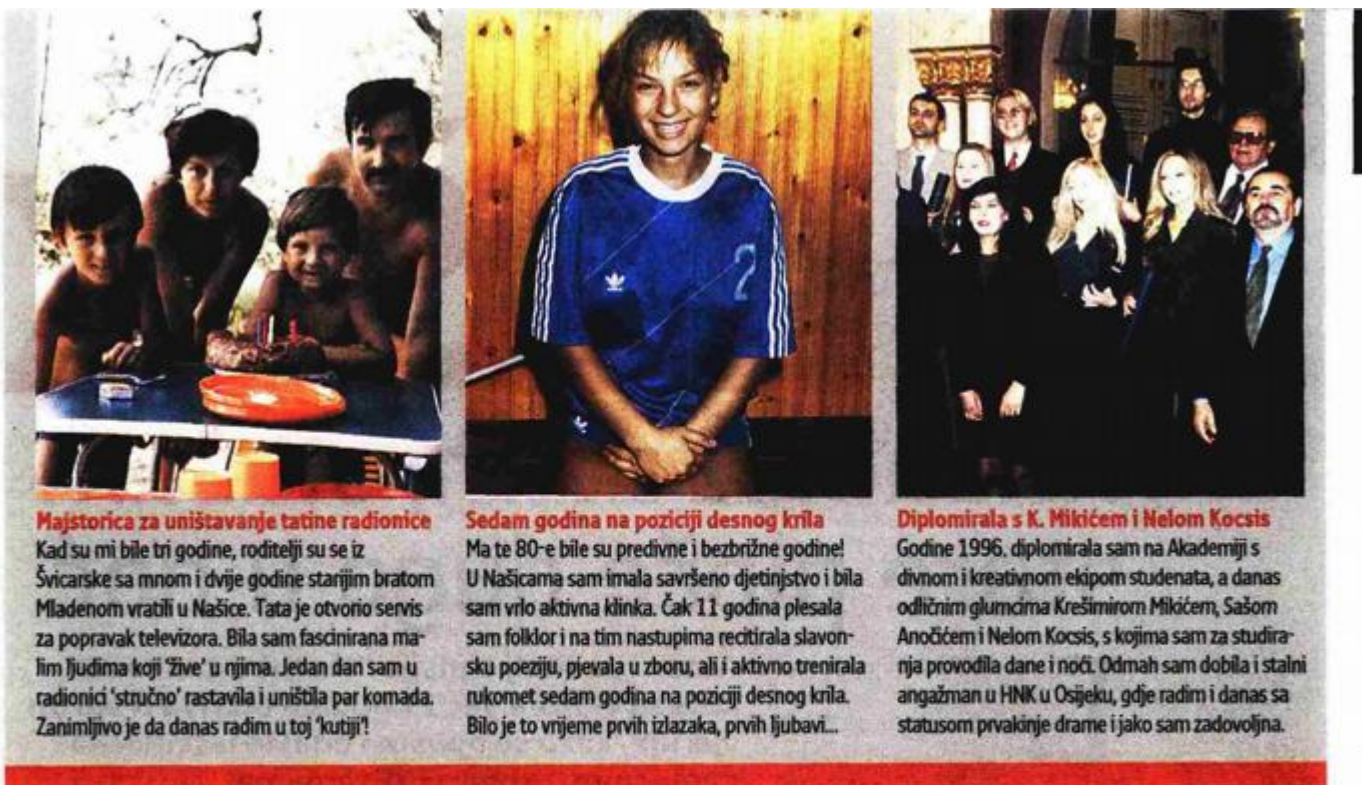 2
Majstorica za uništavanje tatine radionice
Kad su mi bile tri godine, roditelji su se iz
Švicarske sa mnom i dvije godine starijim bratom
Mladenom vratili u Našice. Tata je otvorio servis
za popravak televizora. Bila sam fascinirana ma-
lim ljudima koji 'žive' u njima. Jedan dan sam u
radionici 'stručno' rastavila i uništila par komada.
Zanimljivo je da danas radim u toj 'kutiji'!
Sedam godina na poziciji desnog krila
Ma te 80-e bile su predivne i bezbrižne godine!
U Našicama sam imala savršeno djetinjstvo i bila
sam vrlo aktivna klinka. Čak 11 godina plesala
sam folklor i na tim nastupima recitirala slavon-
sku poeziju, pjevala u zboru, ali i aktivno trenirala
rukomet sedam godina na poziciji desnog krila.
Bilo je to vrijeme prvih izlazaka, prvih ljubavi...
Diplomirala s K. Mikićem i Nelom Kocsis
Godine 1996. diplomirala sam na Akademiji s
divnom i kreativnom ekipom studenata, a danas
odličnim glumcima Krešimirom Mikićem, Sašom
Anočićem i Nelom Kocsis, s kojima sam za studira-
nja provodila dane i noći. Odmah sam dobila i stalni
angažman u HNK u Osijeku, gdje radim i danas sa
statusom prvakinje drame i jako sam zadovoljna.